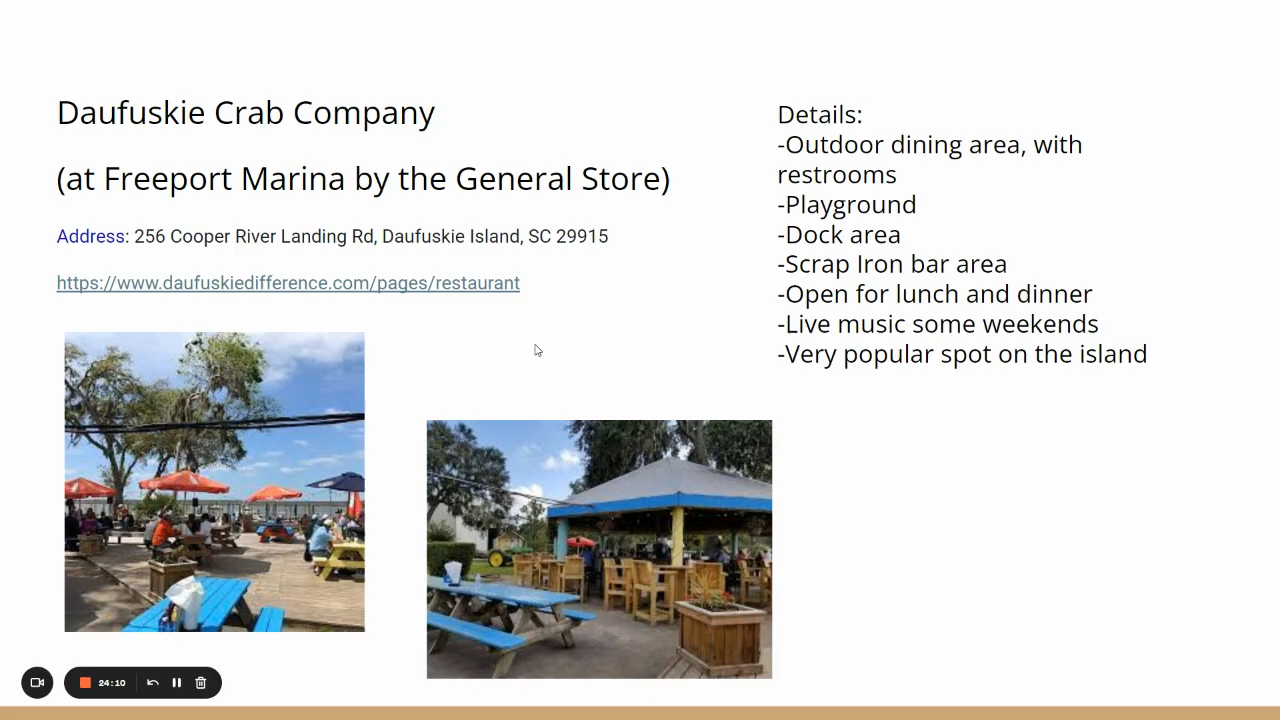 Daufuskie Crab Company
(at Freeport Marina by the General Store)
Address: 256 Cooper River Landing Rd, Daufuskie Island, SC 29915
https://www.daufuskiedifference.com/pages/restaurant
Details:
-Outdoor dining area, with
restrooms
-Playground
-Dock area
-Scrap Iron bar area
-Open for lunch and dinner
-Live music some weekends
-Very popular spot on the island
24:10